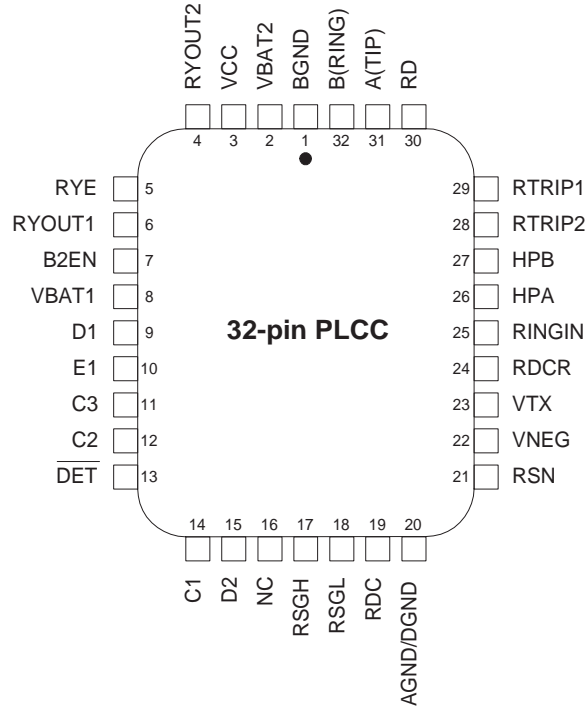 RYOUT2
VCC
VBAT2
BGND
B(RING)
A(TIP)
RD
4
3
2
1
32
31
30
RYE 5
RYOUT1 6
B2EN 7
VBAT1 8
D1 9
E1 10
C3 11
C2 12
DET 13
32-pin PLCC
29 RTRIP1
28 RTRIP2
27 HPB
26 HPA
25 RINGIN
24 RDCR
23 VTX
22 VNEG
21 RSN
14
15
16
17
18
19
20
C1
D2
NC
RSGH
RSGL
RDC
AGND/DGND